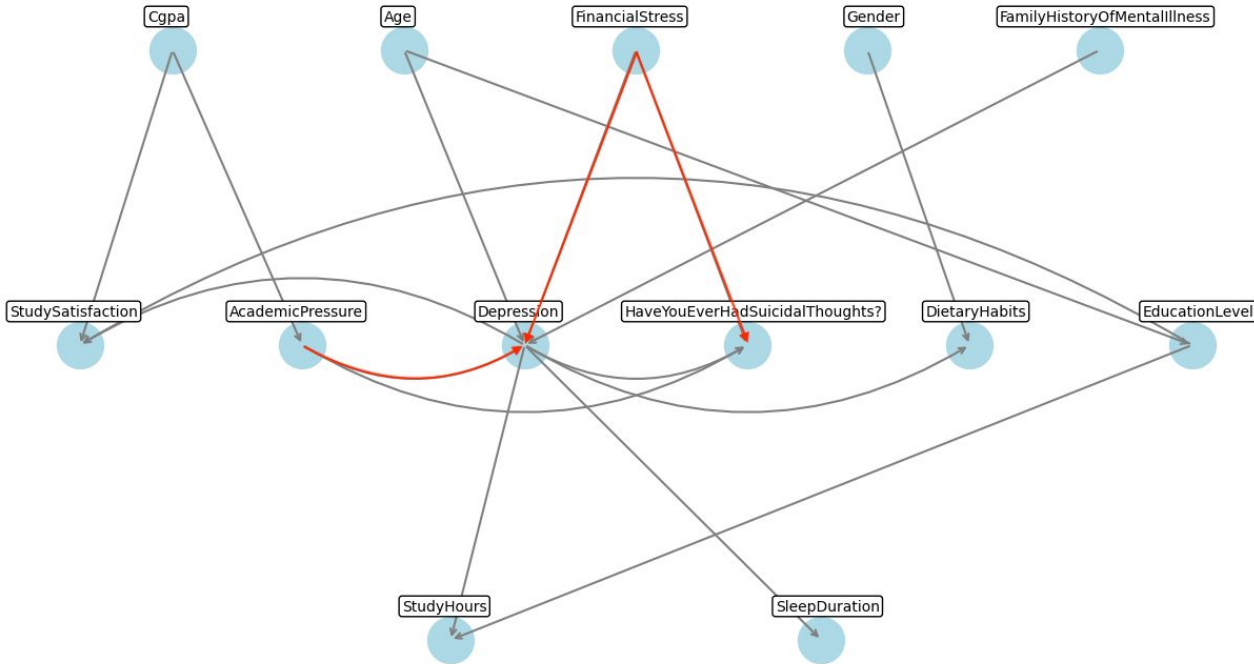 Cgpa
Age
FinancialStress
Gender
FamilyHistoryOfMentalIllness
StudySatisfaction
AcademicPressure
Depression
HaveYouEverHadSuicidalThoughts?
DietaryHabits
EducationLevel
StudyHours
SleepDuration